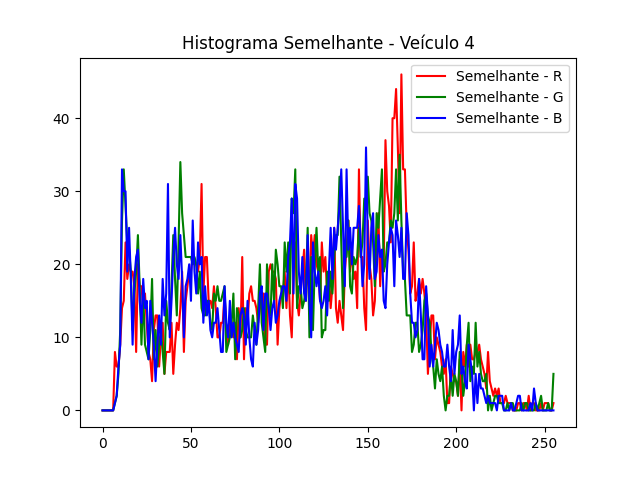 Histograma Semelhante - Veículo 4
Semelhante - R
Semelhante - G
Semelhante - B
40
30
20
10
0
0 50 100 150 200 250